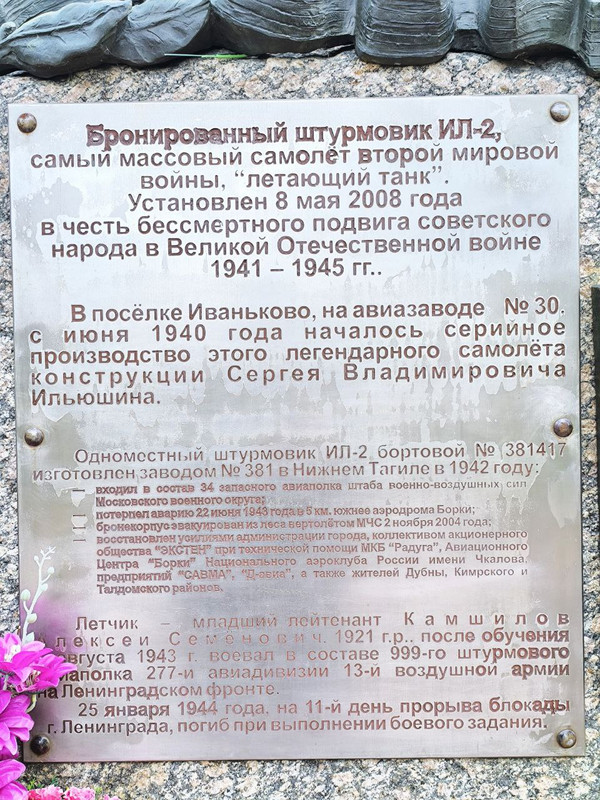 Бронированный штурмовик ИЛ-2,
самый массовый самолёт второй мировой
войны, “летающий танк”.
Установлен 8 мая 2008 года
в честь бессмертного подвига советского
народа в Великой Отечественной войне
1941 – 1945 гг..
В посёлке Иваньково, на авиазаводе № 30.
с июня 1940 года началось серийное
производство этого легендарного самолёта
конструкции Сергея Владимировича
Ильюшина.
Одноместный штурмовик ИЛ-2 бортовой № 381417
изготовлен заводом № 381 в Нижнем Тагиле в 1942 году:
входил в состав 34 запасного авиаполка штаба военно-воздушных сил
Московского военного округа;
потерпел аварию 22 июня 1943 года в 5 км. южнее аэродрома Борки;
бронекорпус эвакуирован из леса вертолётом МЧС 2 ноября 2004 года;
восстановлен усилиями администрации города, коллективом акционерного
общества “ЭКСТЕН” при технической помощи МКБ “Радуга”, Авиационного
Центра “Борки” Национального аэроклуба России имени Чкалова,
предприятий “САВМА”, “Д-авиа”, а также жителей Дубны, Кимрского и
Талдомского районов.
Летчик – младший лейтенант Камшилов
Алексей Семёнович, 1921 г.р.. после обучения
августа 1943 г. воевал в составе 999-го штурмового
авиаполка 277-й авиадивизии 13-й воздушной армии
на Ленинградском фронте.
25 января 1944 года, на 11-й день прорыва блокады
г. Ленинграда, погиб при выполнении боевого задания.